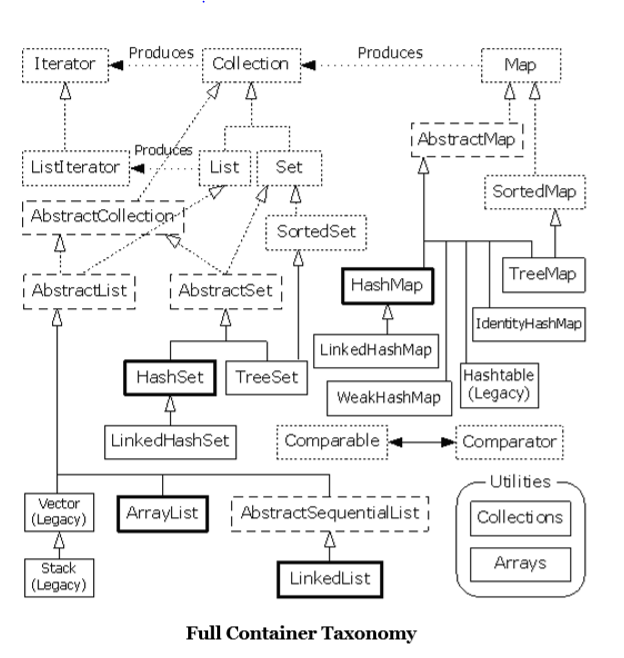 Produces
Produces
Iterator
Collection
Map
AbstractMap
Produces
ListIterator
List
Set
SortedMap
AbstractCollection
SortedSet
TreeMap
HashMap
AbstractList
AbstractSet
IdentityHashMap
LinkedHashMap
HashSet
TreeSet
Hashtable
(Legacy)
WeakHashMap
LinkedHashSet
Comparable
Comparator
Utilities
Vector
(Legacy)
ArrayList
AbstractSequentialList
Collections
Stack
(Legacy)
LinkedList
Arrays
Full Container Taxonomy